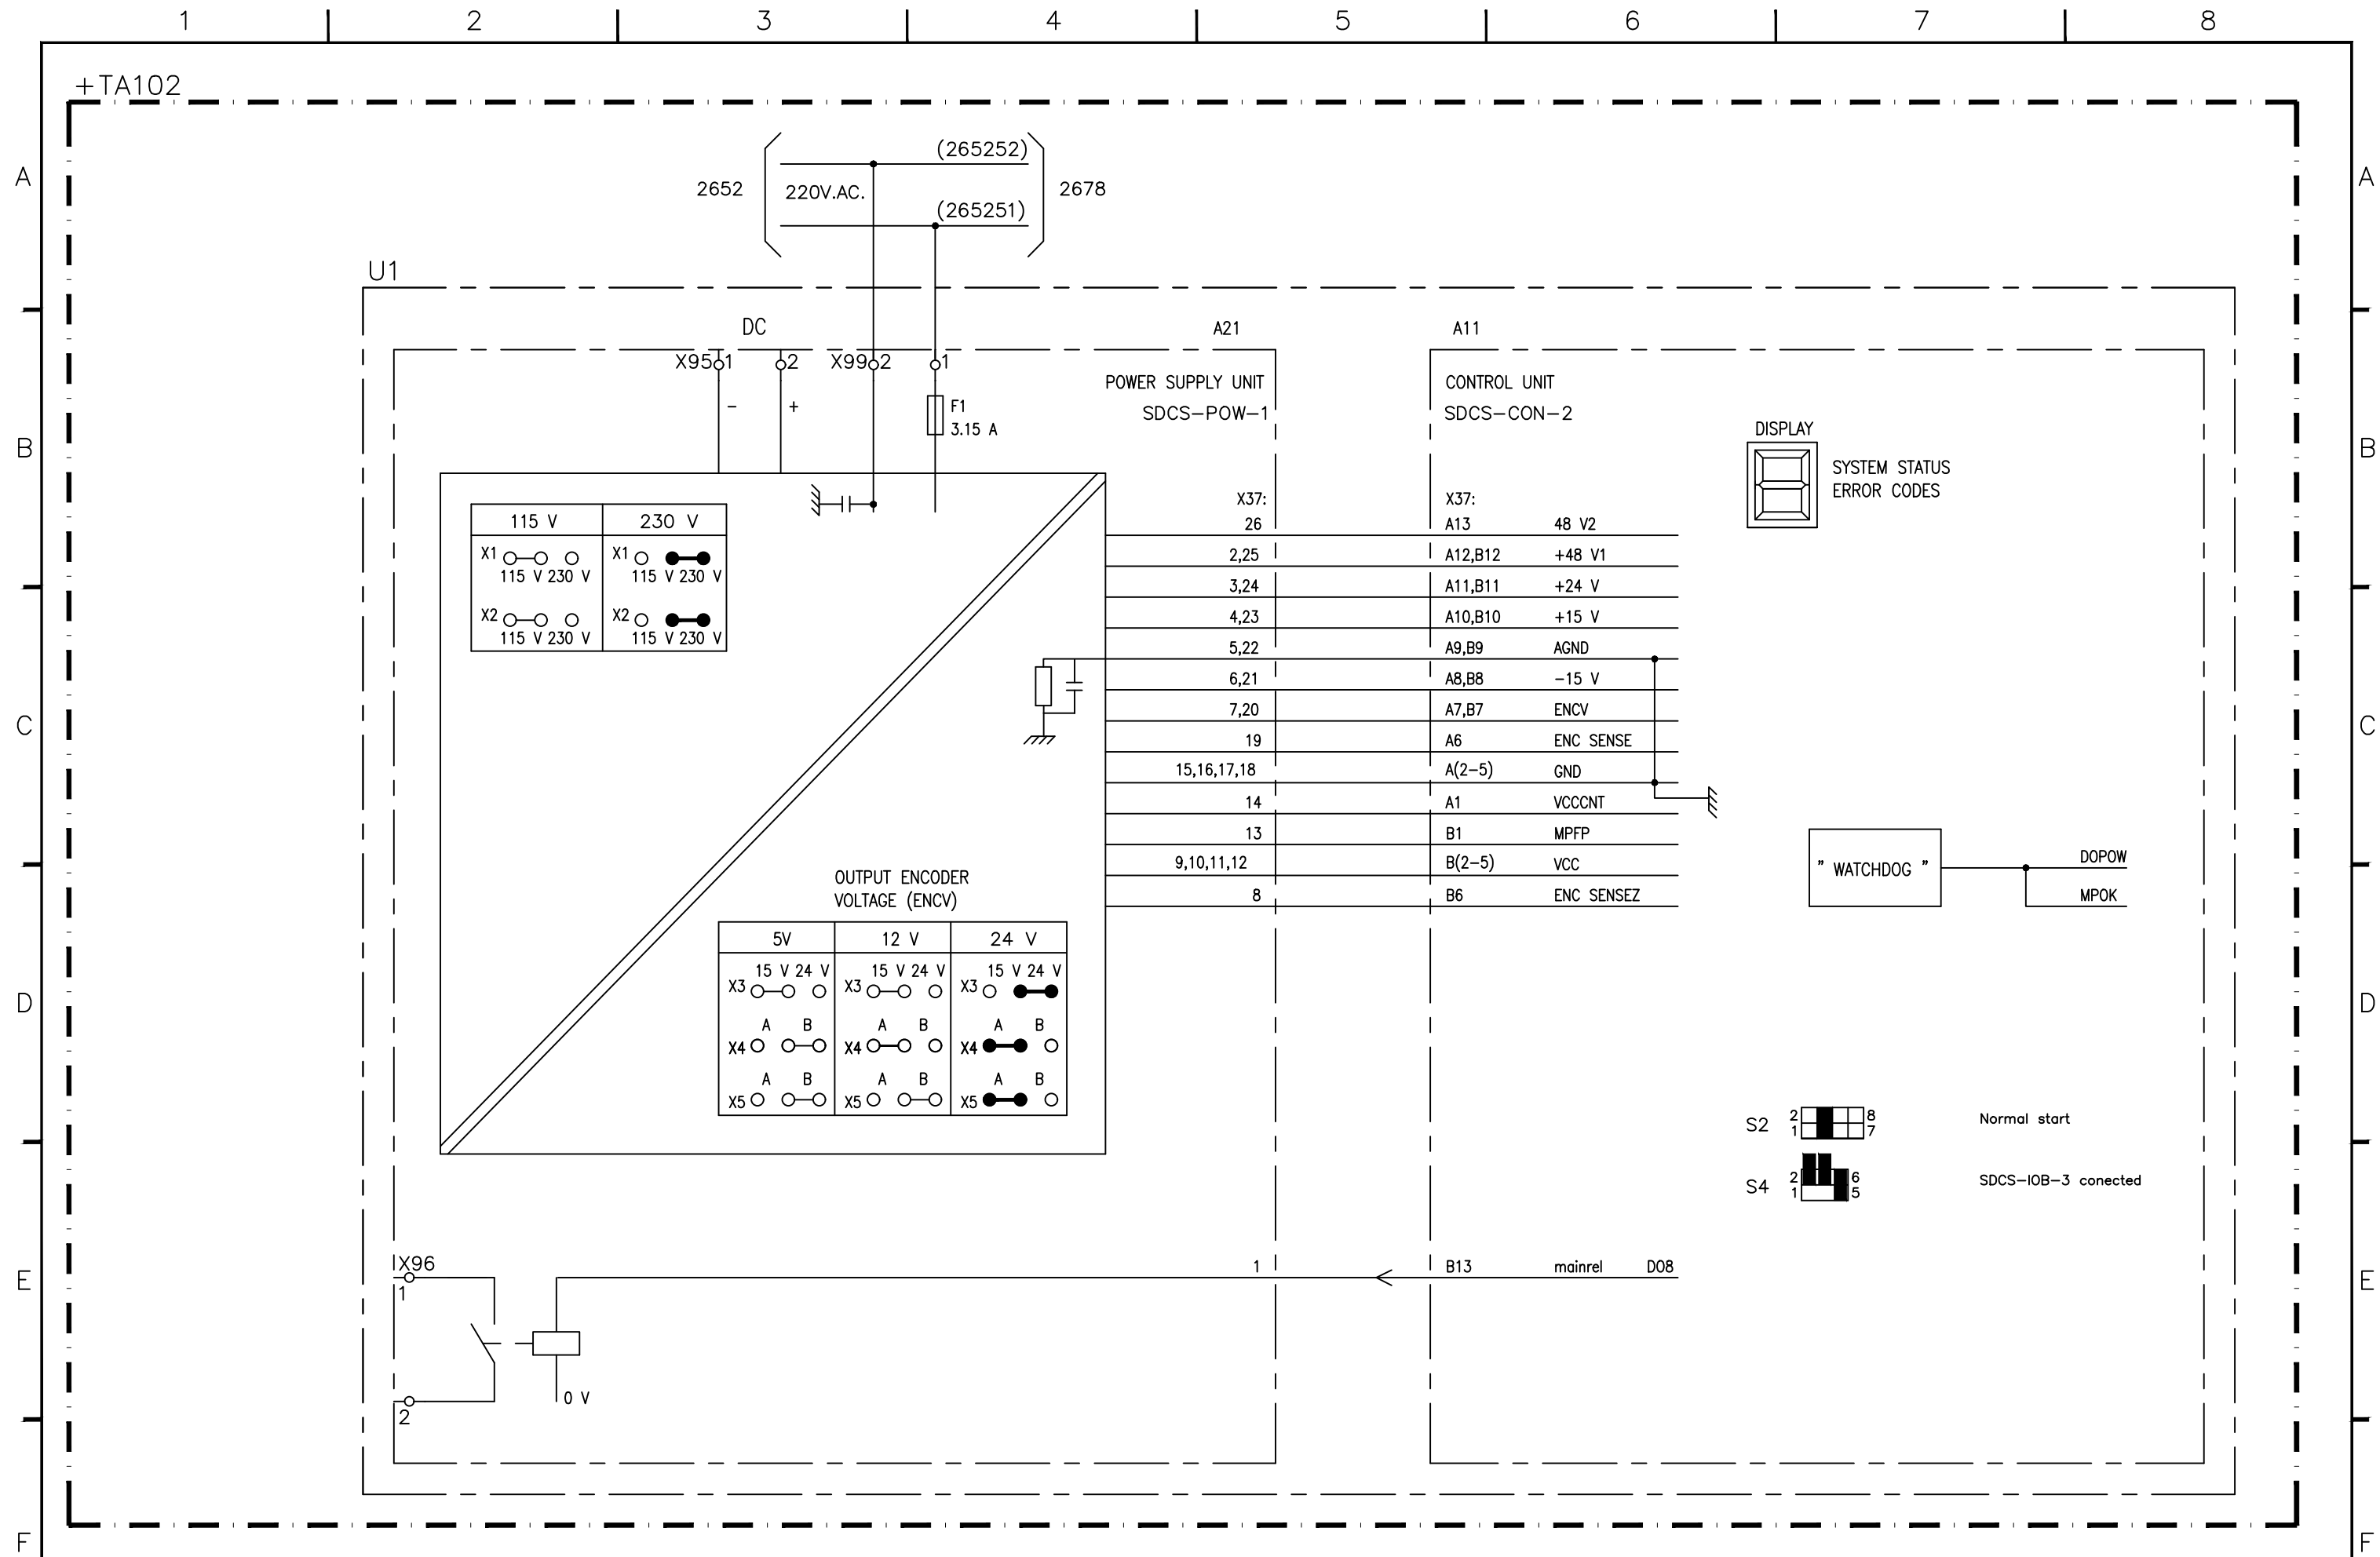 1 2 3 4 5 6 7 8
+TA102
A A
(265252)
2652 220V.AC. 2678
(265251)
U1
DC A21 A11
X95 1 2 X99 2 1
POWER SUPPLY UNIT CONTROL UNIT
- + F1
SDCS-POW-1 SDCS-CON-2
3.15 A
DISPLAY
B B
SYSTEM STATUS
ERROR CODES
X37: X37:
115 V 230 V
26 A13 48 V2
2,25 A12,B12 +48 V1
X1 X1
115 V 230 V 115 V 230 V
3,24 A11,B11 +24 V
X2 X2
4,23 A10,B10 +15 V
115 V 230 V 115 V 230 V
5,22 A9,B9 AGND
6,21 A8,B8 -15 V
7,20 A7,B7 ENCV
C C
19 A6 ENC SENSE
15,16,17,18 A(2-5) GND
14 A1 VCCCNT
13 B1 MPFP
9,10,11,12 B(2-5) VCC
" WATCHDOG " DOPOW
OUTPUT ENCODER
VOLTAGE (ENCV)
8 B6 ENC SENSEZ
MPOK
5V 12 V 24 V
15 V 24 V 15 V 24 V 15 V 24 V
X3 X3 X3
D D
A B A B A B
X4 X4 X4
A B A B A B
X5 X5 X5
S2 2 8 Normal start
1 7
S4 2 6 SDCS-IOB-3 conected
1 5
X96
1 B13 mainrel DO8
E E
1
0 V
2
F F